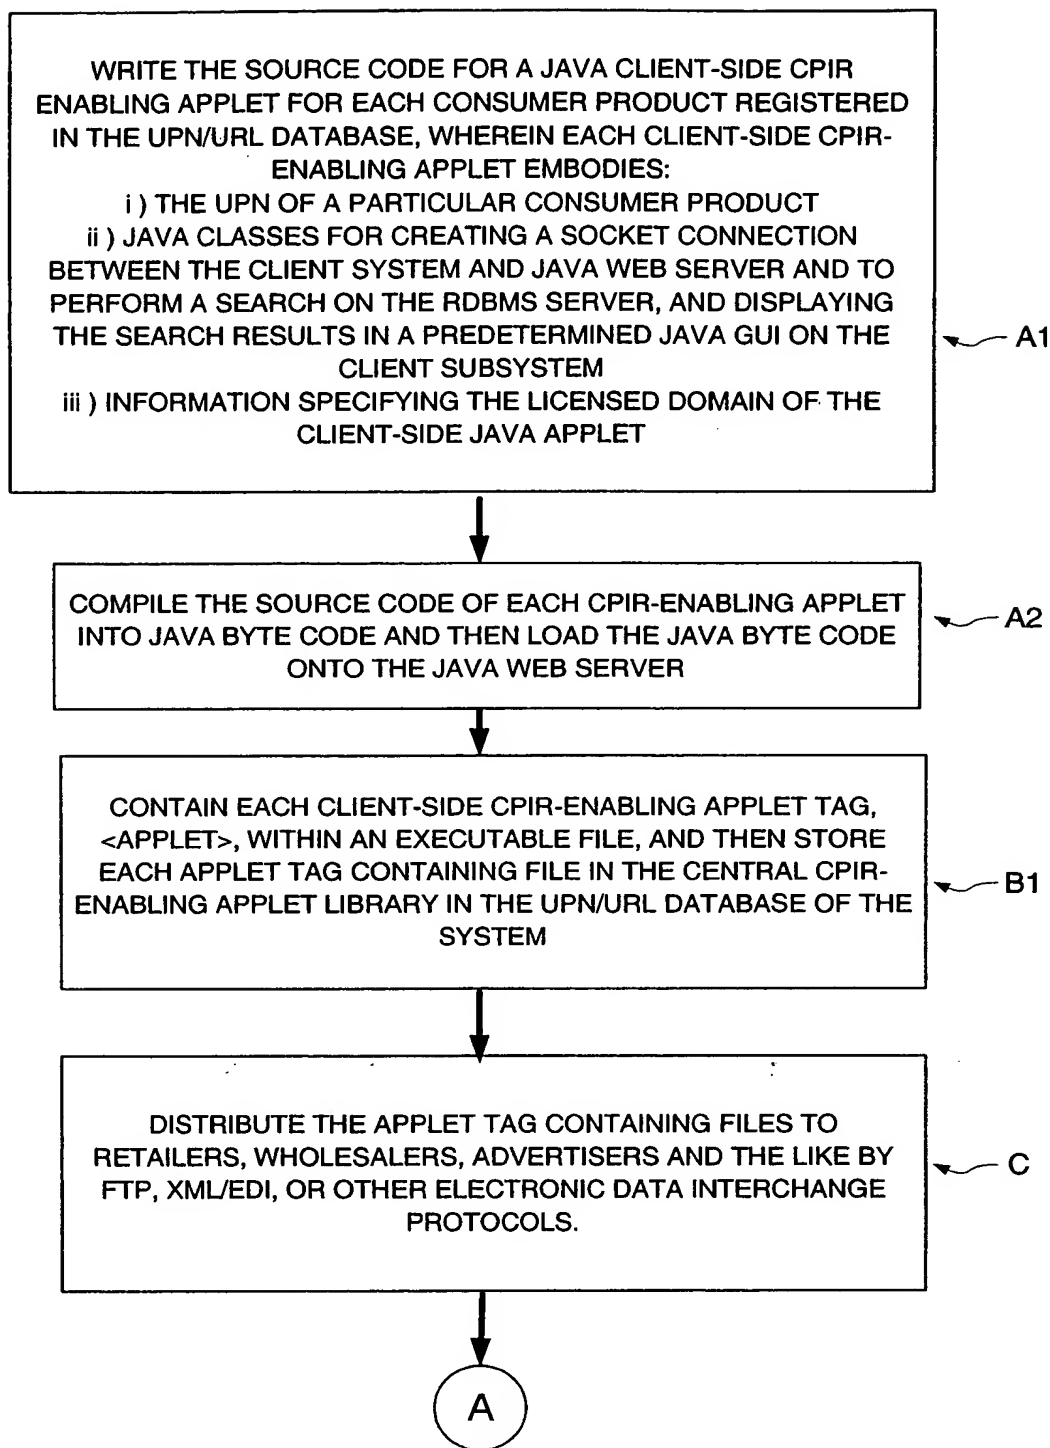 WRITE THE SOURCE CODE FOR A JAVA CLIENT-SIDE CPIR
ENABLING APPLET FOR EACH CONSUMER PRODUCT REGISTERED
IN THE UPN/URL DATABASE, WHEREIN EACH CLIENT-SIDE CPIR-
ENABLING APPLET EMBODIES:
i ) THE UPN OF A PARTICULAR CONSUMER PRODUCT
ii ) JAVA CLASSES FOR CREATING A SOCKET CONNECTION
BETWEEN THE CLIENT SYSTEM AND JAVA WEB SERVER AND TO
PERFORM A SEARCH ON THE RDBMS SERVER, AND DISPLAYING
THE SEARCH RESULTS IN A PREDETERMINED JAVA GUI ON THE
CLIENT SUBSYSTEM
iii ) INFORMATION SPECIFYING THE LICENSED DOMAIN OF THE
CLIENT-SIDE JAVA APPLET
A1
COMPILE THE SOURCE CODE OF EACH CPIR-ENABLING APPLET
INTO JAVA BYTE CODE AND THEN LOAD THE JAVA BYTE CODE
ONTO THE JAVA WEB SERVER
A2
CONTAIN EACH CLIENT-SIDE CPIR-ENABLING APPLET TAG,
<APPLET>, WITHIN AN EXECUTABLE FILE, AND THEN STORE
EACH APPLET TAG CONTAINING FILE IN THE CENTRAL CPIR-
ENABLING APPLET LIBRARY IN THE UPN/URL DATABASE OF THE
SYSTEM
B1
DISTRIBUTE THE APPLET TAG CONTAINING FILES TO
RETAILERS, WHOLESALERS, ADVERTISERS AND THE LIKE BY
FTP, XML/EDI, OR OTHER ELECTRONIC DATA INTERCHANGE
PROTOCOLS.
C
A